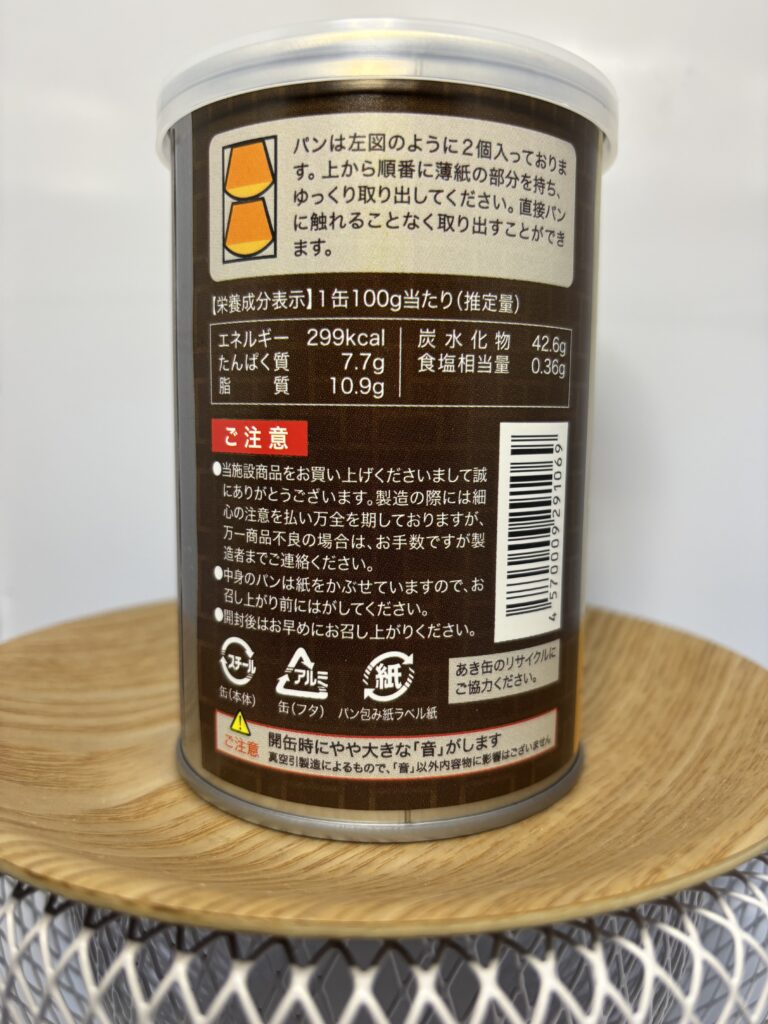 パンは左図のように2個入っておりま
す。上から順番に薄紙の部分を持ち、
ゆっくり取り出してください。直接パン
に触れることなく取り出すことができ
ます。
【栄養成分表示】1缶100g当たり(推定量)
エネルギー 299kcal 炭水化物 42.6g
たんぱく質 7.7g 食塩相当量 0.36g
脂質 10.9g
ご注意
●当施設商品をお買い上げくださいまして誠
にありがとうございます。製造の際には細
心の注意を払い万全を期しておりますが、
万一商品不良の場合は、お手数ですが製
造者までご連絡ください。
●中身のパンは紙をかぶせていますので、お
召し上がり前にはがしてください。
●開封後はお早めにお召し上がりください。
4570009291069
スチール
缶(本体)
アルミ
缶(フタ)
紙
パン包み紙ラベル紙
あき缶のリサイクルに
ご協力ください。
ご注意
開缶時にやや大きな「音」がします
真空引製造によるもので、「音」以外内容物に影響はございません